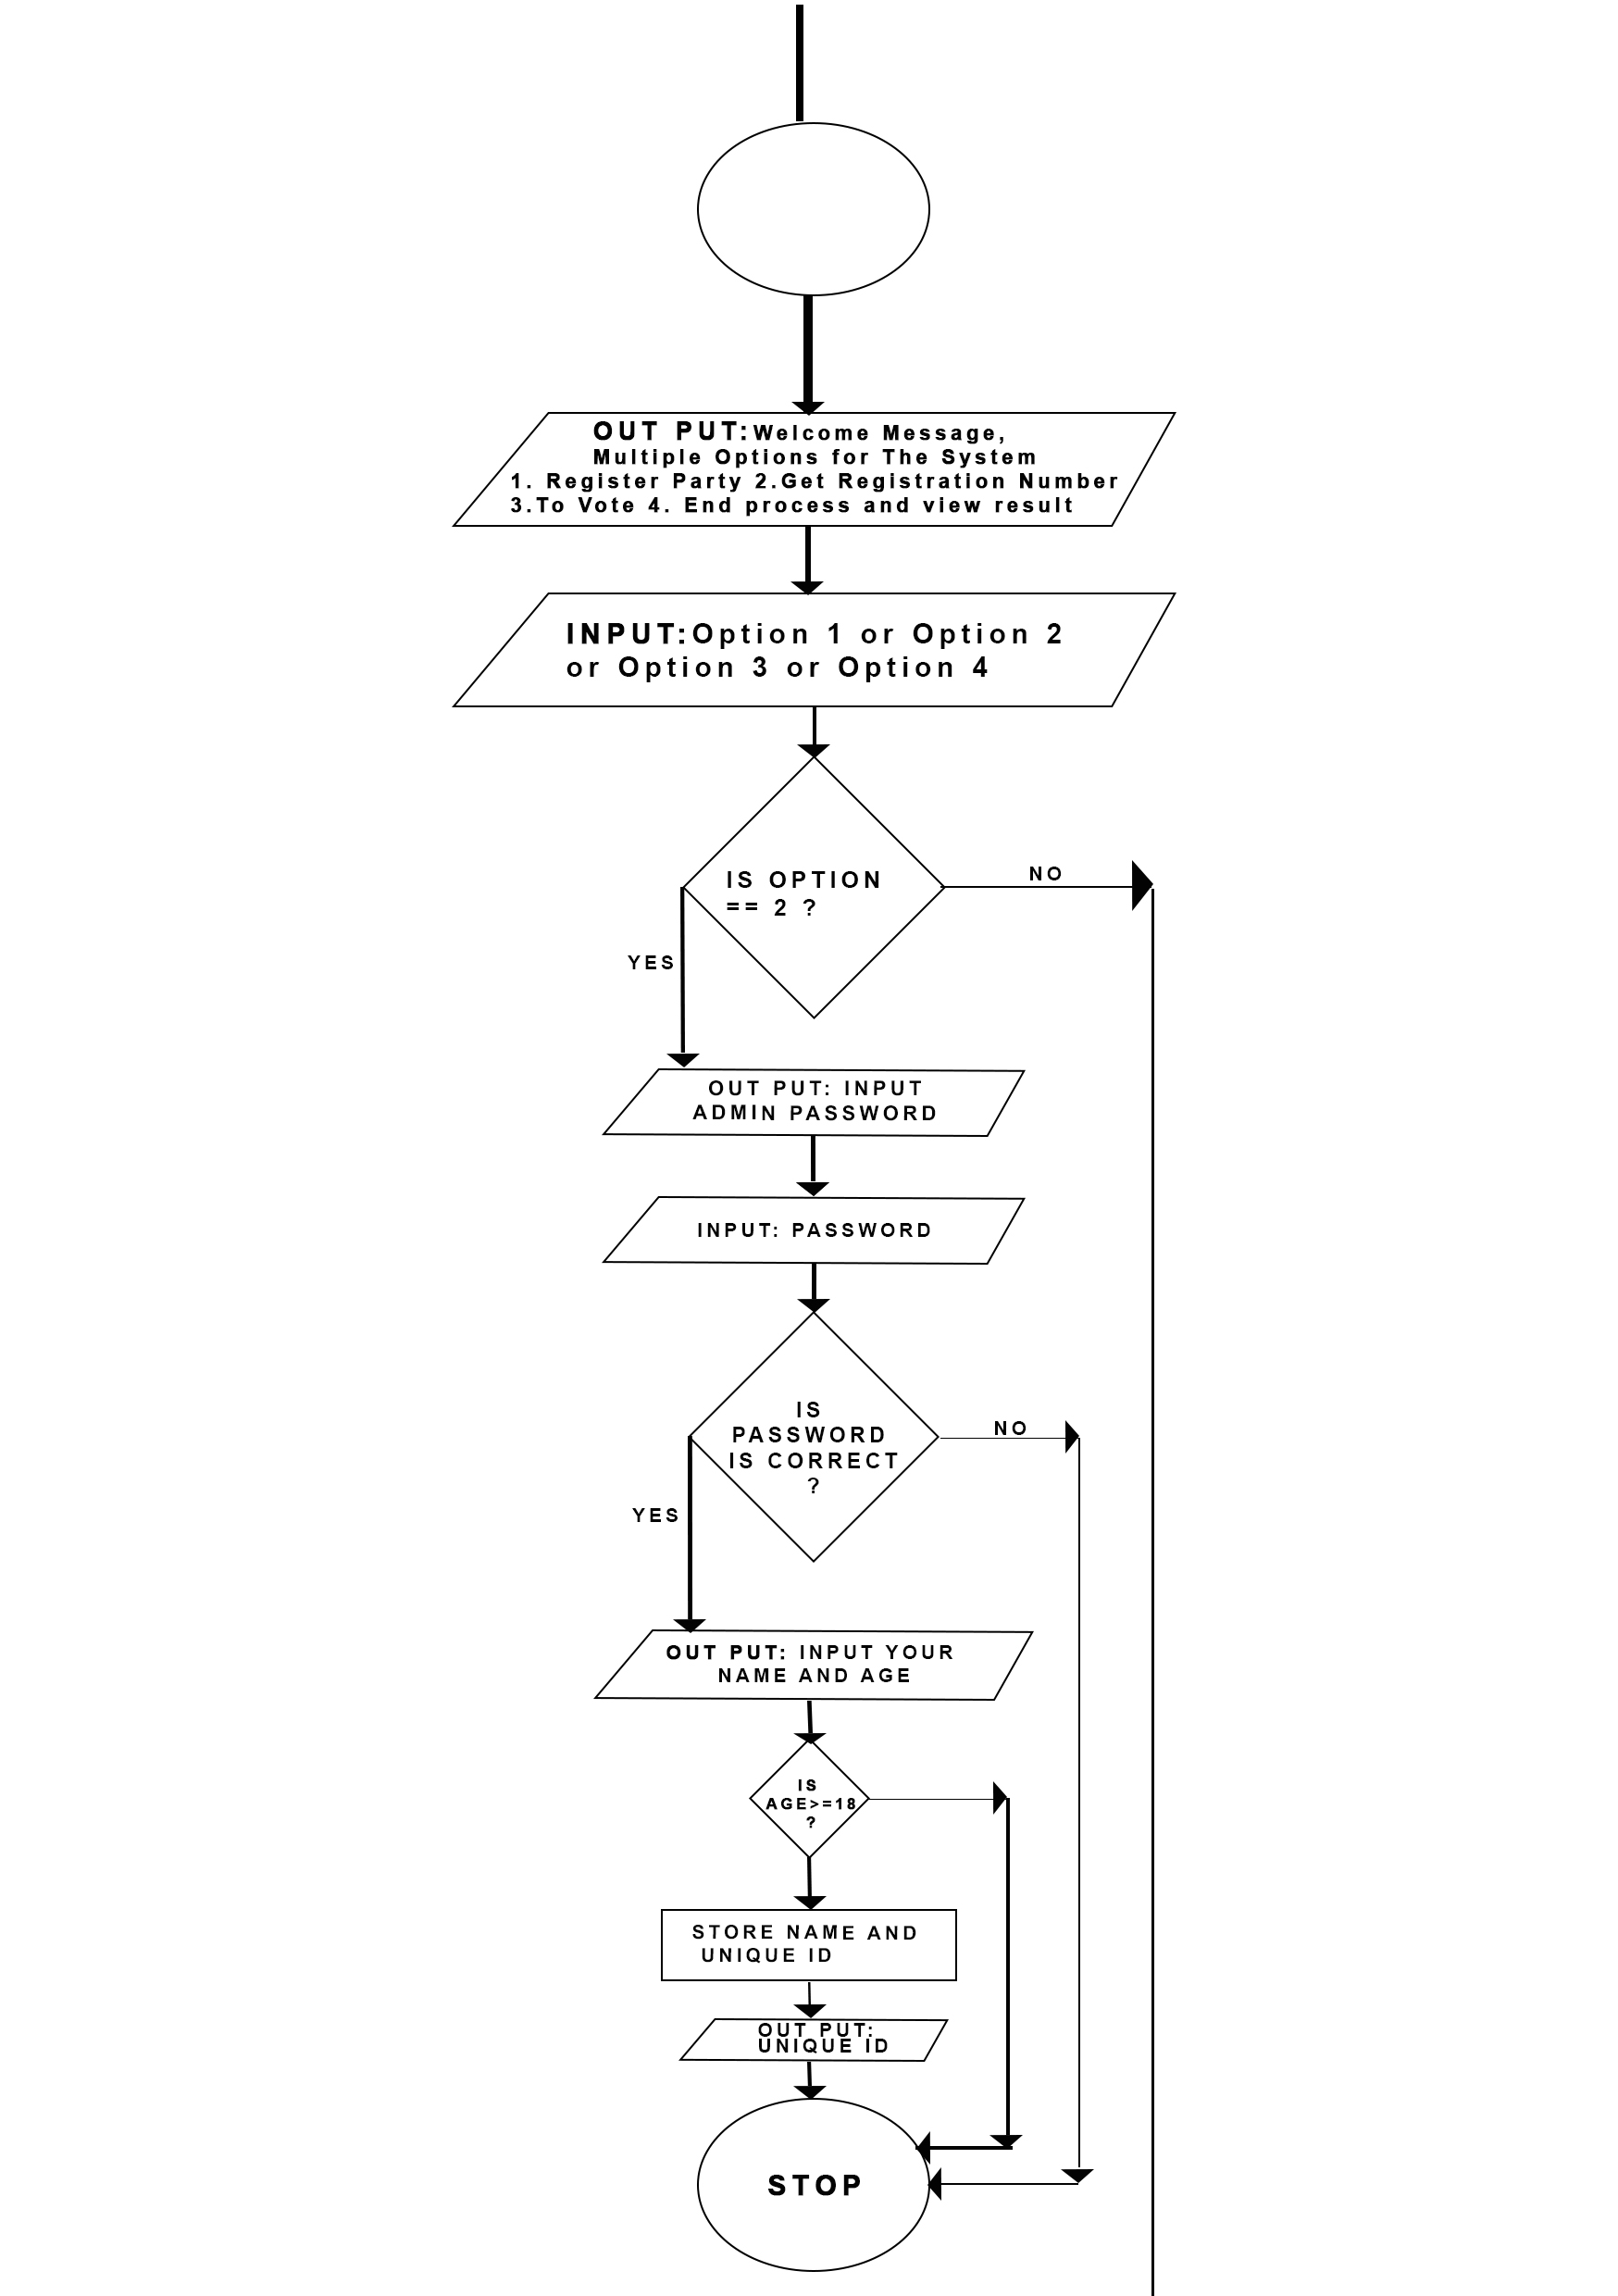 OUT PUT:Welcome Message,
Multiple Options for The System
1. Register Party 2.Get Registration Number
3.To Vote 4. End process and view result
INPUT:Option 1 or Option 2
or Option 3 or Option 4
IS OPTION
== 2 ?
NO
YES
OUT PUT: INPUT
ADMIN PASSWORD
INPUT: PASSWORD
IS
PASSWORD
IS CORRECT
?
NO
YES
OUT PUT: INPUT YOUR
NAME AND AGE
IS
AGE>=18
?
STORE NAME AND
UNIQUE ID
OUT PUT:
UNIQUE ID
STOP